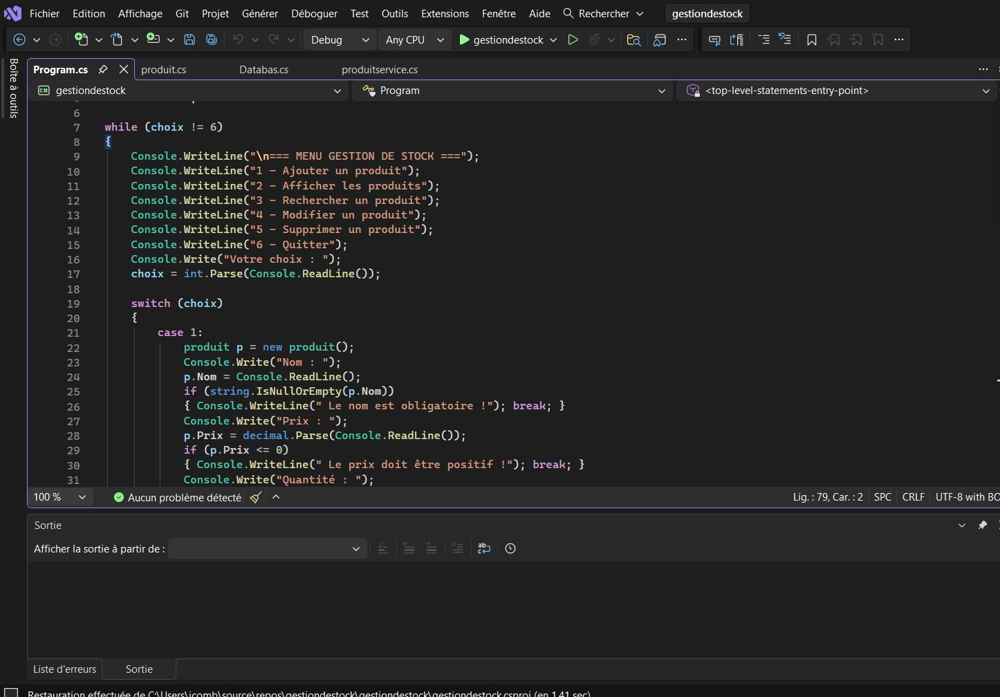 Fichier Edition Affichage Git Projet Générer Déboguer Test Outils Extensions Fenêtre Aide Rechercher gestiondestock
Debug Any CPU gestiondestock
Boîte à outils
Program.cs produit.cs Databas.cs produitservice.cs
C# gestiondestock Program <top-level-statements-entry-point>
6
7 while (choix != 6)
8 {
9 Console.WriteLine("\n=== MENU GESTION DE STOCK ===");
10 Console.WriteLine("1 - Ajouter un produit");
11 Console.WriteLine("2 - Afficher les produits");
12 Console.WriteLine("3 - Rechercher un produit");
13 Console.WriteLine("4 - Modifier un produit");
14 Console.WriteLine("5 - Supprimer un produit");
15 Console.WriteLine("6 - Quitter");
16 Console.Write("Votre choix : ");
17 choix = int.Parse(Console.ReadLine());
18
19 switch (choix)
20 {
21 case 1:
22 produit p = new produit();
23 Console.Write("Nom : ");
24 p.Nom = Console.ReadLine();
25 if (string.IsNullOrEmpty(p.Nom))
26 { Console.WriteLine(" Le nom est obligatoire !"); break; }
27 Console.Write("Prix : ");
28 p.Prix = decimal.Parse(Console.ReadLine());
29 if (p.Prix <= 0)
30 { Console.WriteLine(" Le prix doit être positif !"); break; }
31 Console.Write("Quantité : ");
100 % Aucun problème détecté Lig. : 79, Car. : 2 SPC CRLF UTF-8 with BO
Sortie
Afficher la sortie à partir de :
Liste d'erreurs Sortie
Restauration effectuée de C:\Users\jcomb\source\repos\gestiondestock\gestiondestock\gestiondestock.csproj (en 1,41 sec).